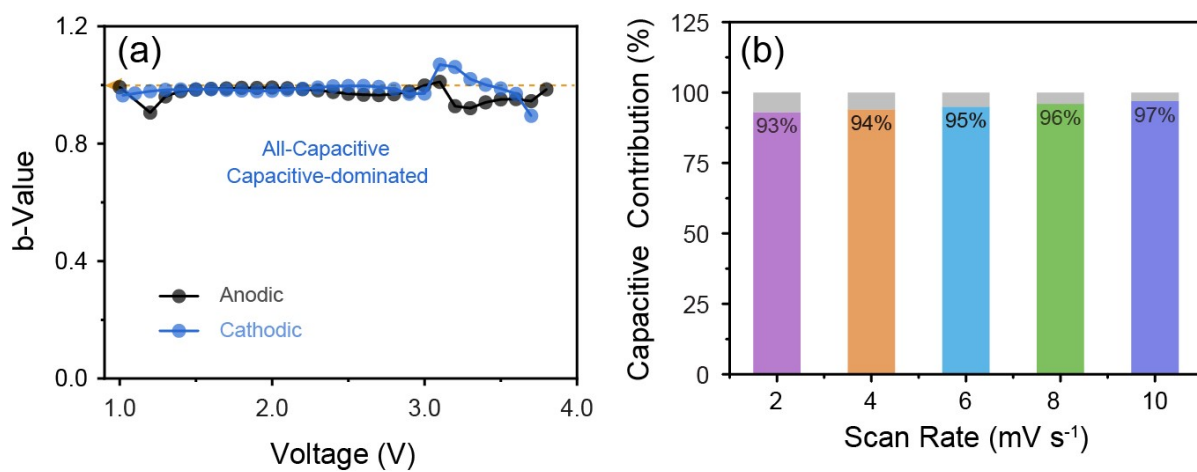 (a)
b-Value
1.2
0.8
0.4
0.0
All-Capacitive
Capacitive-dominated
Anodic
Cathodic
1.0 2.0 3.0 4.0
Voltage (V)
(b)
Capacitive Contribution (%)
125
100
75
50
25
0
93% 94% 95% 96% 97%
2 4 6 8 10
Scan Rate (mV s⁻¹)